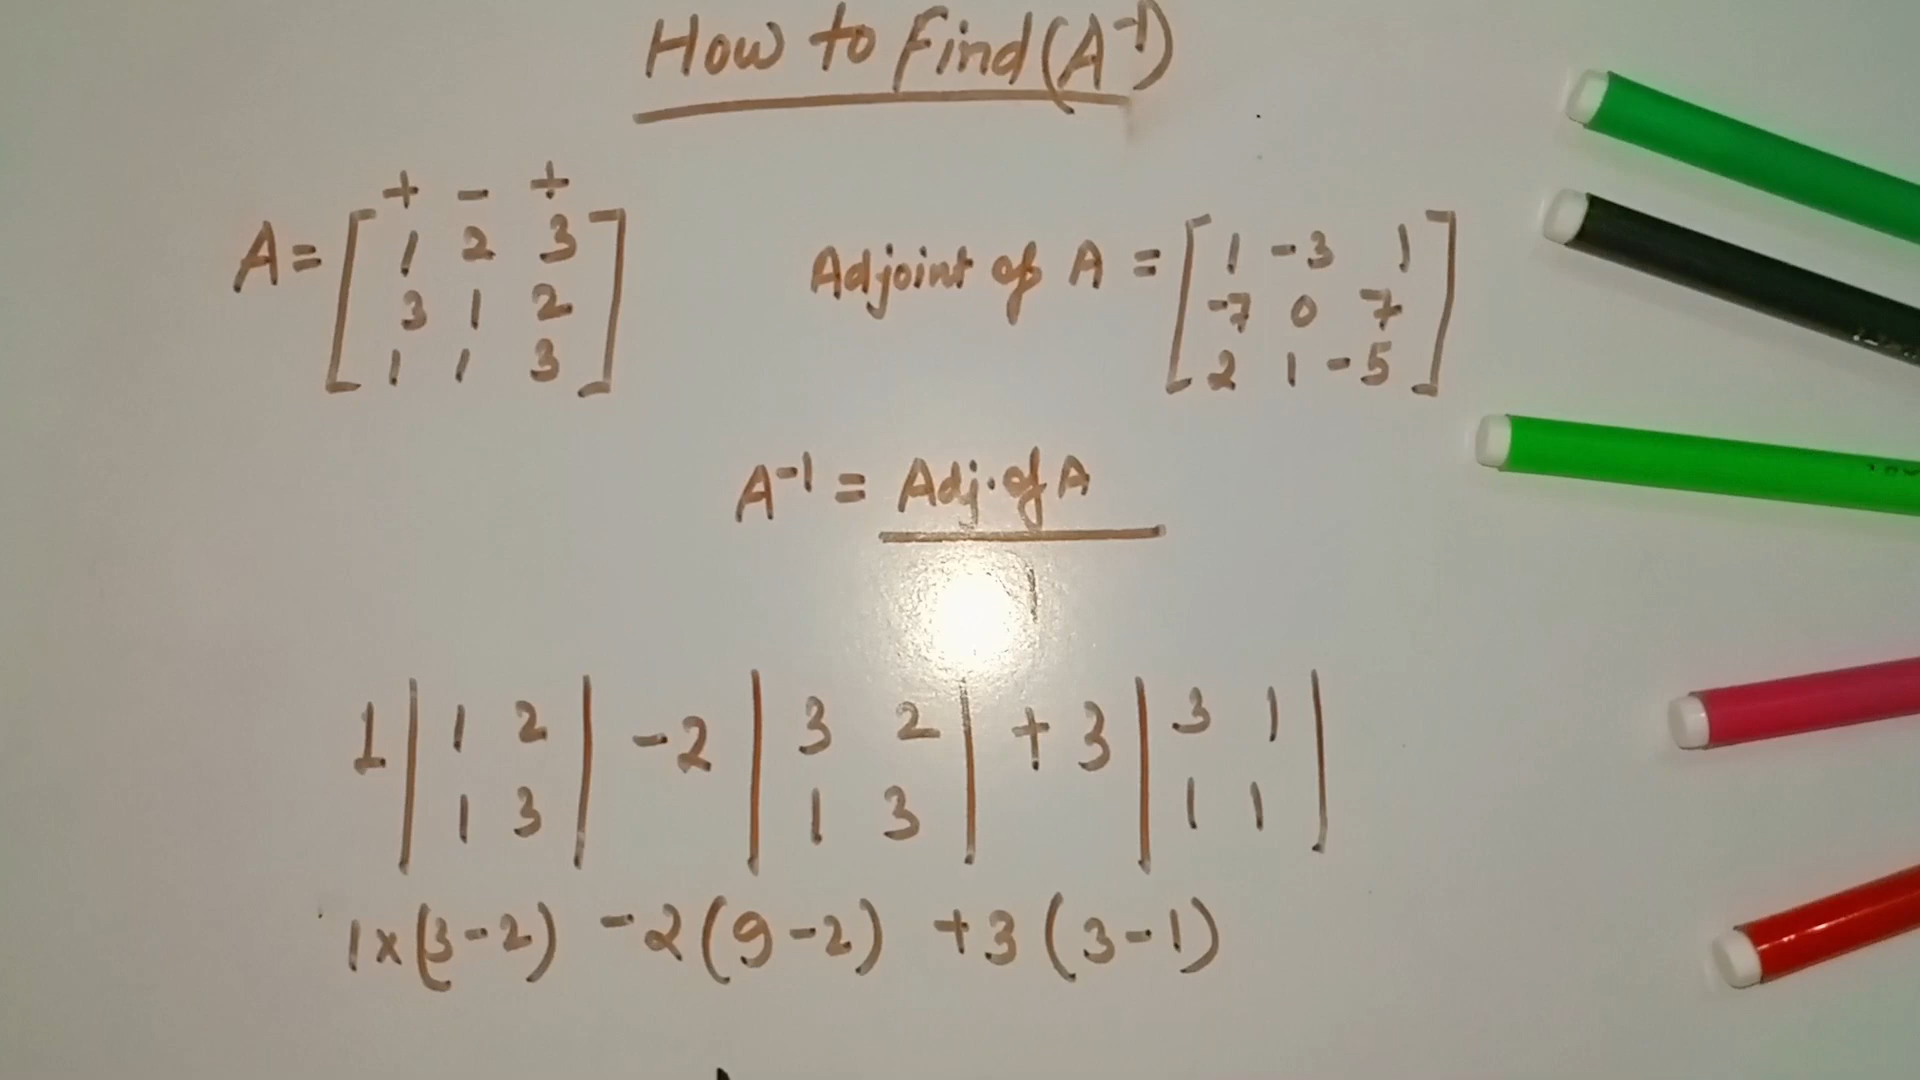 How to Find (A⁻¹)
+ - +
A = [ 1 2 3
3 1 2
1 1 3 ]
Adjoint of A = [ 1 -3 1
-7 0 7
2 1 -5 ]
A⁻¹ = Adj. of A
1 | 1 2 | -2 | 3 2 | + 3 | 3 1 |
| 1 3 | | 1 3 | | 1 1 |
1 x (3-2) -2 (9-2) +3 (3-1)